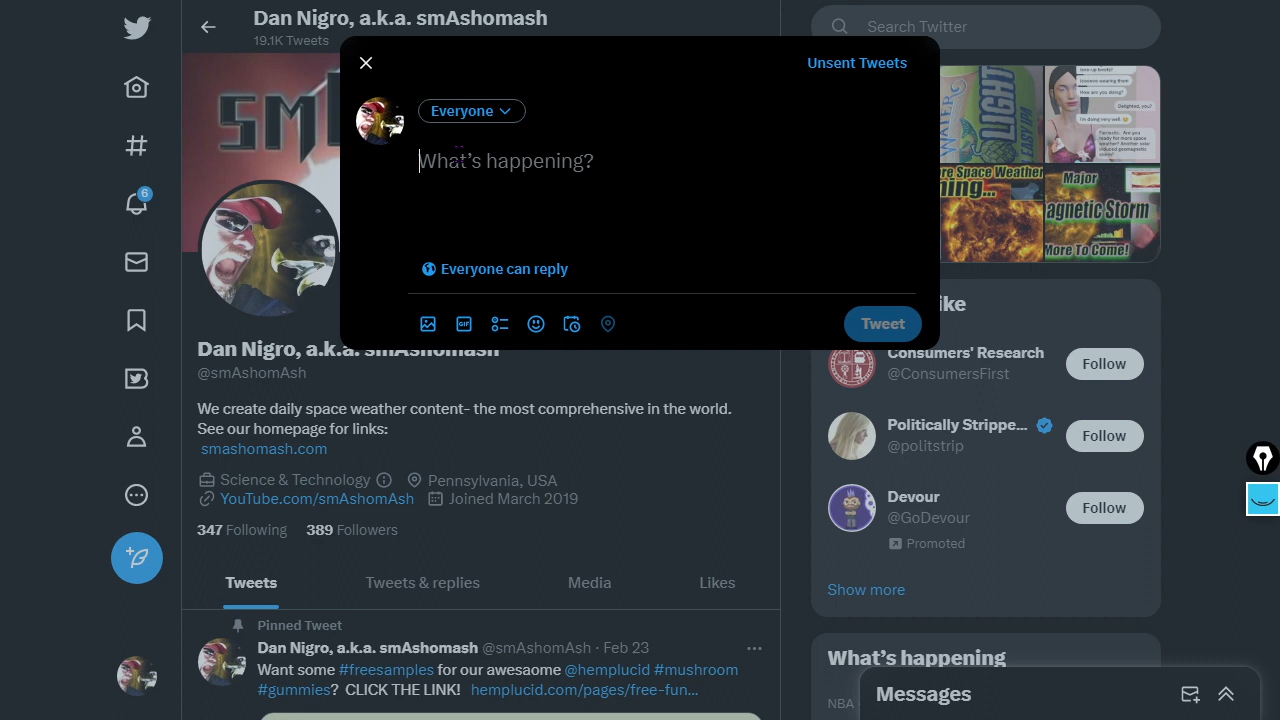 Dan Nigro, a.k.a. smAshomash
19.1K Tweets
Search Twitter
Unsent Tweets
Everyone
What's happening?
Everyone can reply
GIF
Tweet
6
LIGHT
Major
More To Come!
Dan Nigro, a.k.a. smAshomash
@smAshomAsh
We create daily space weather content- the most comprehensive in the world.
See our homepage for links:
smashomash.com
Science & Technology
Pennsylvania, USA
YouTube.com/smAshomAsh
Joined March 2019
347 Following
389 Followers
Tweets
Tweets & replies
Media
Likes
Pinned Tweet
Dan Nigro, a.k.a. smAshomash @smAshomAsh · Feb 23
Want some #freesamples for our awesaome @hemplucid #mushroom
#gummies? CLICK THE LINK! hemplucid.com/pages/free-fun...
Consumers' Research
@ConsumersFirst
Follow
Politically Strippe...
@politstrip
Follow
Devour
@GoDevour
Follow
Promoted
Show more
What's happening
NBA
Messages